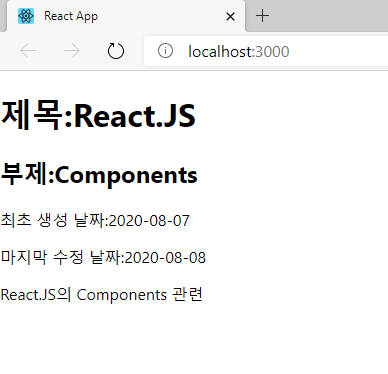 React App
localhost:3000
제목:React.JS
부제:Components
최초 생성 날짜:2020-08-07
마지막 수정 날짜:2020-08-08
React.JS의 Components 관련